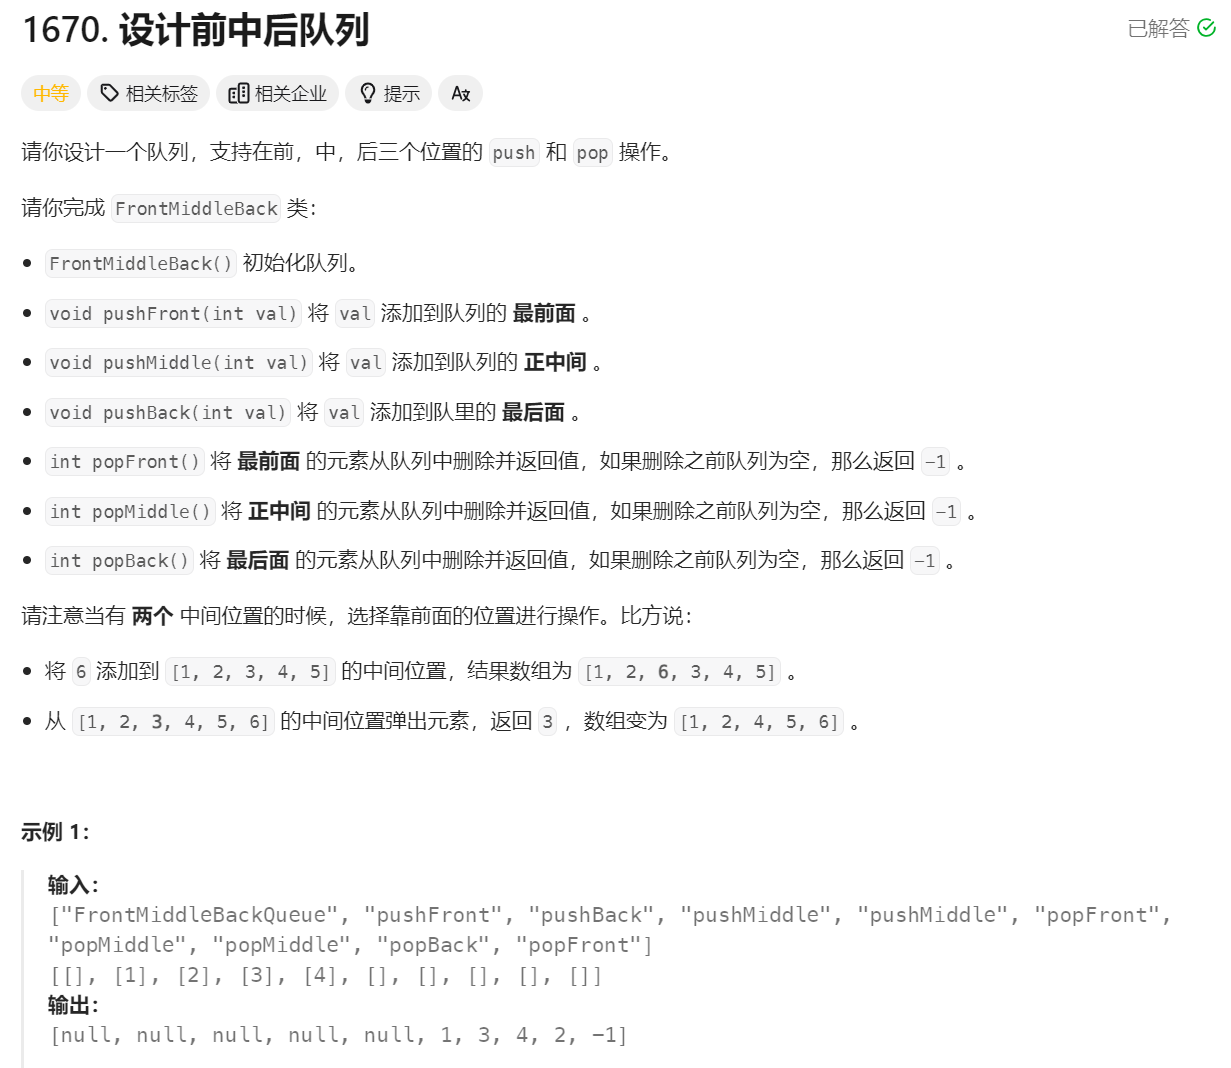 1670. 设计前中后队列
已解答
中等 相关标签 相关企业 提示 Aあ
请你设计一个队列，支持在前，中，后三个位置的 push 和 pop 操作。
请你完成 FrontMiddleBack 类：
• FrontMiddleBack() 初始化队列。
• void pushFront(int val) 将 val 添加到队列的 最前面 。
• void pushMiddle(int val) 将 val 添加到队列的 正中间 。
• void pushBack(int val) 将 val 添加到队里的 最后面 。
• int popFront() 将 最前面 的元素从队列中删除并返回值，如果删除之前队列为空，那么返回 -1 。
• int popMiddle() 将 正中间 的元素从队列中删除并返回值，如果删除之前队列为空，那么返回 -1 。
• int popBack() 将 最后面 的元素从队列中删除并返回值，如果删除之前队列为空，那么返回 -1 。
请注意当有 两个 中间位置的时候，选择靠前面的位置进行操作。比方说：
• 将 6 添加到 [1, 2, 3, 4, 5] 的中间位置，结果数组为 [1, 2, 6, 3, 4, 5] 。
• 从 [1, 2, 3, 4, 5, 6] 的中间位置弹出元素，返回 3 ，数组变为 [1, 2, 4, 5, 6] 。
示例 1：
输入：
["FrontMiddleBackQueue", "pushFront", "pushBack", "pushMiddle", "pushMiddle", "popFront",
"popMiddle", "popMiddle", "popBack", "popFront"]
[[], [1], [2], [3], [4], [], [], [], [], []]
输出：
[null, null, null, null, null, 1, 3, 4, 2, -1]